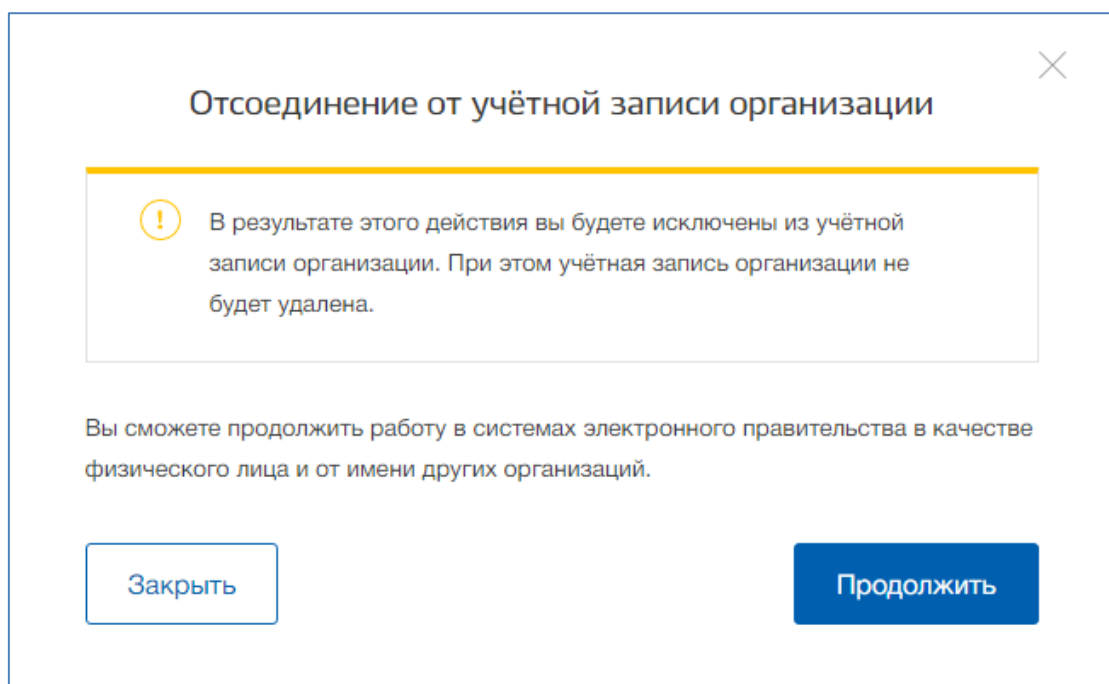 Отсоединение от учётной записи организации
В результате этого действия вы будете исключены из учётной
записи организации. При этом учётная запись организации не
будет удалена.
Вы сможете продолжить работу в системах электронного правительства в качестве
физического лица и от имени других организаций.
Закрыть
Продолжить